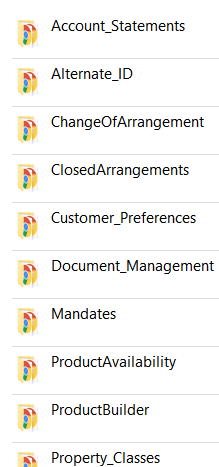 Account_Statements
Alternate_ID
ChangeOfArrangement
ClosedArrangements
Customer_Preferences
Document_Management
Mandates
ProductAvailability
ProductBuilder
Property_Classes